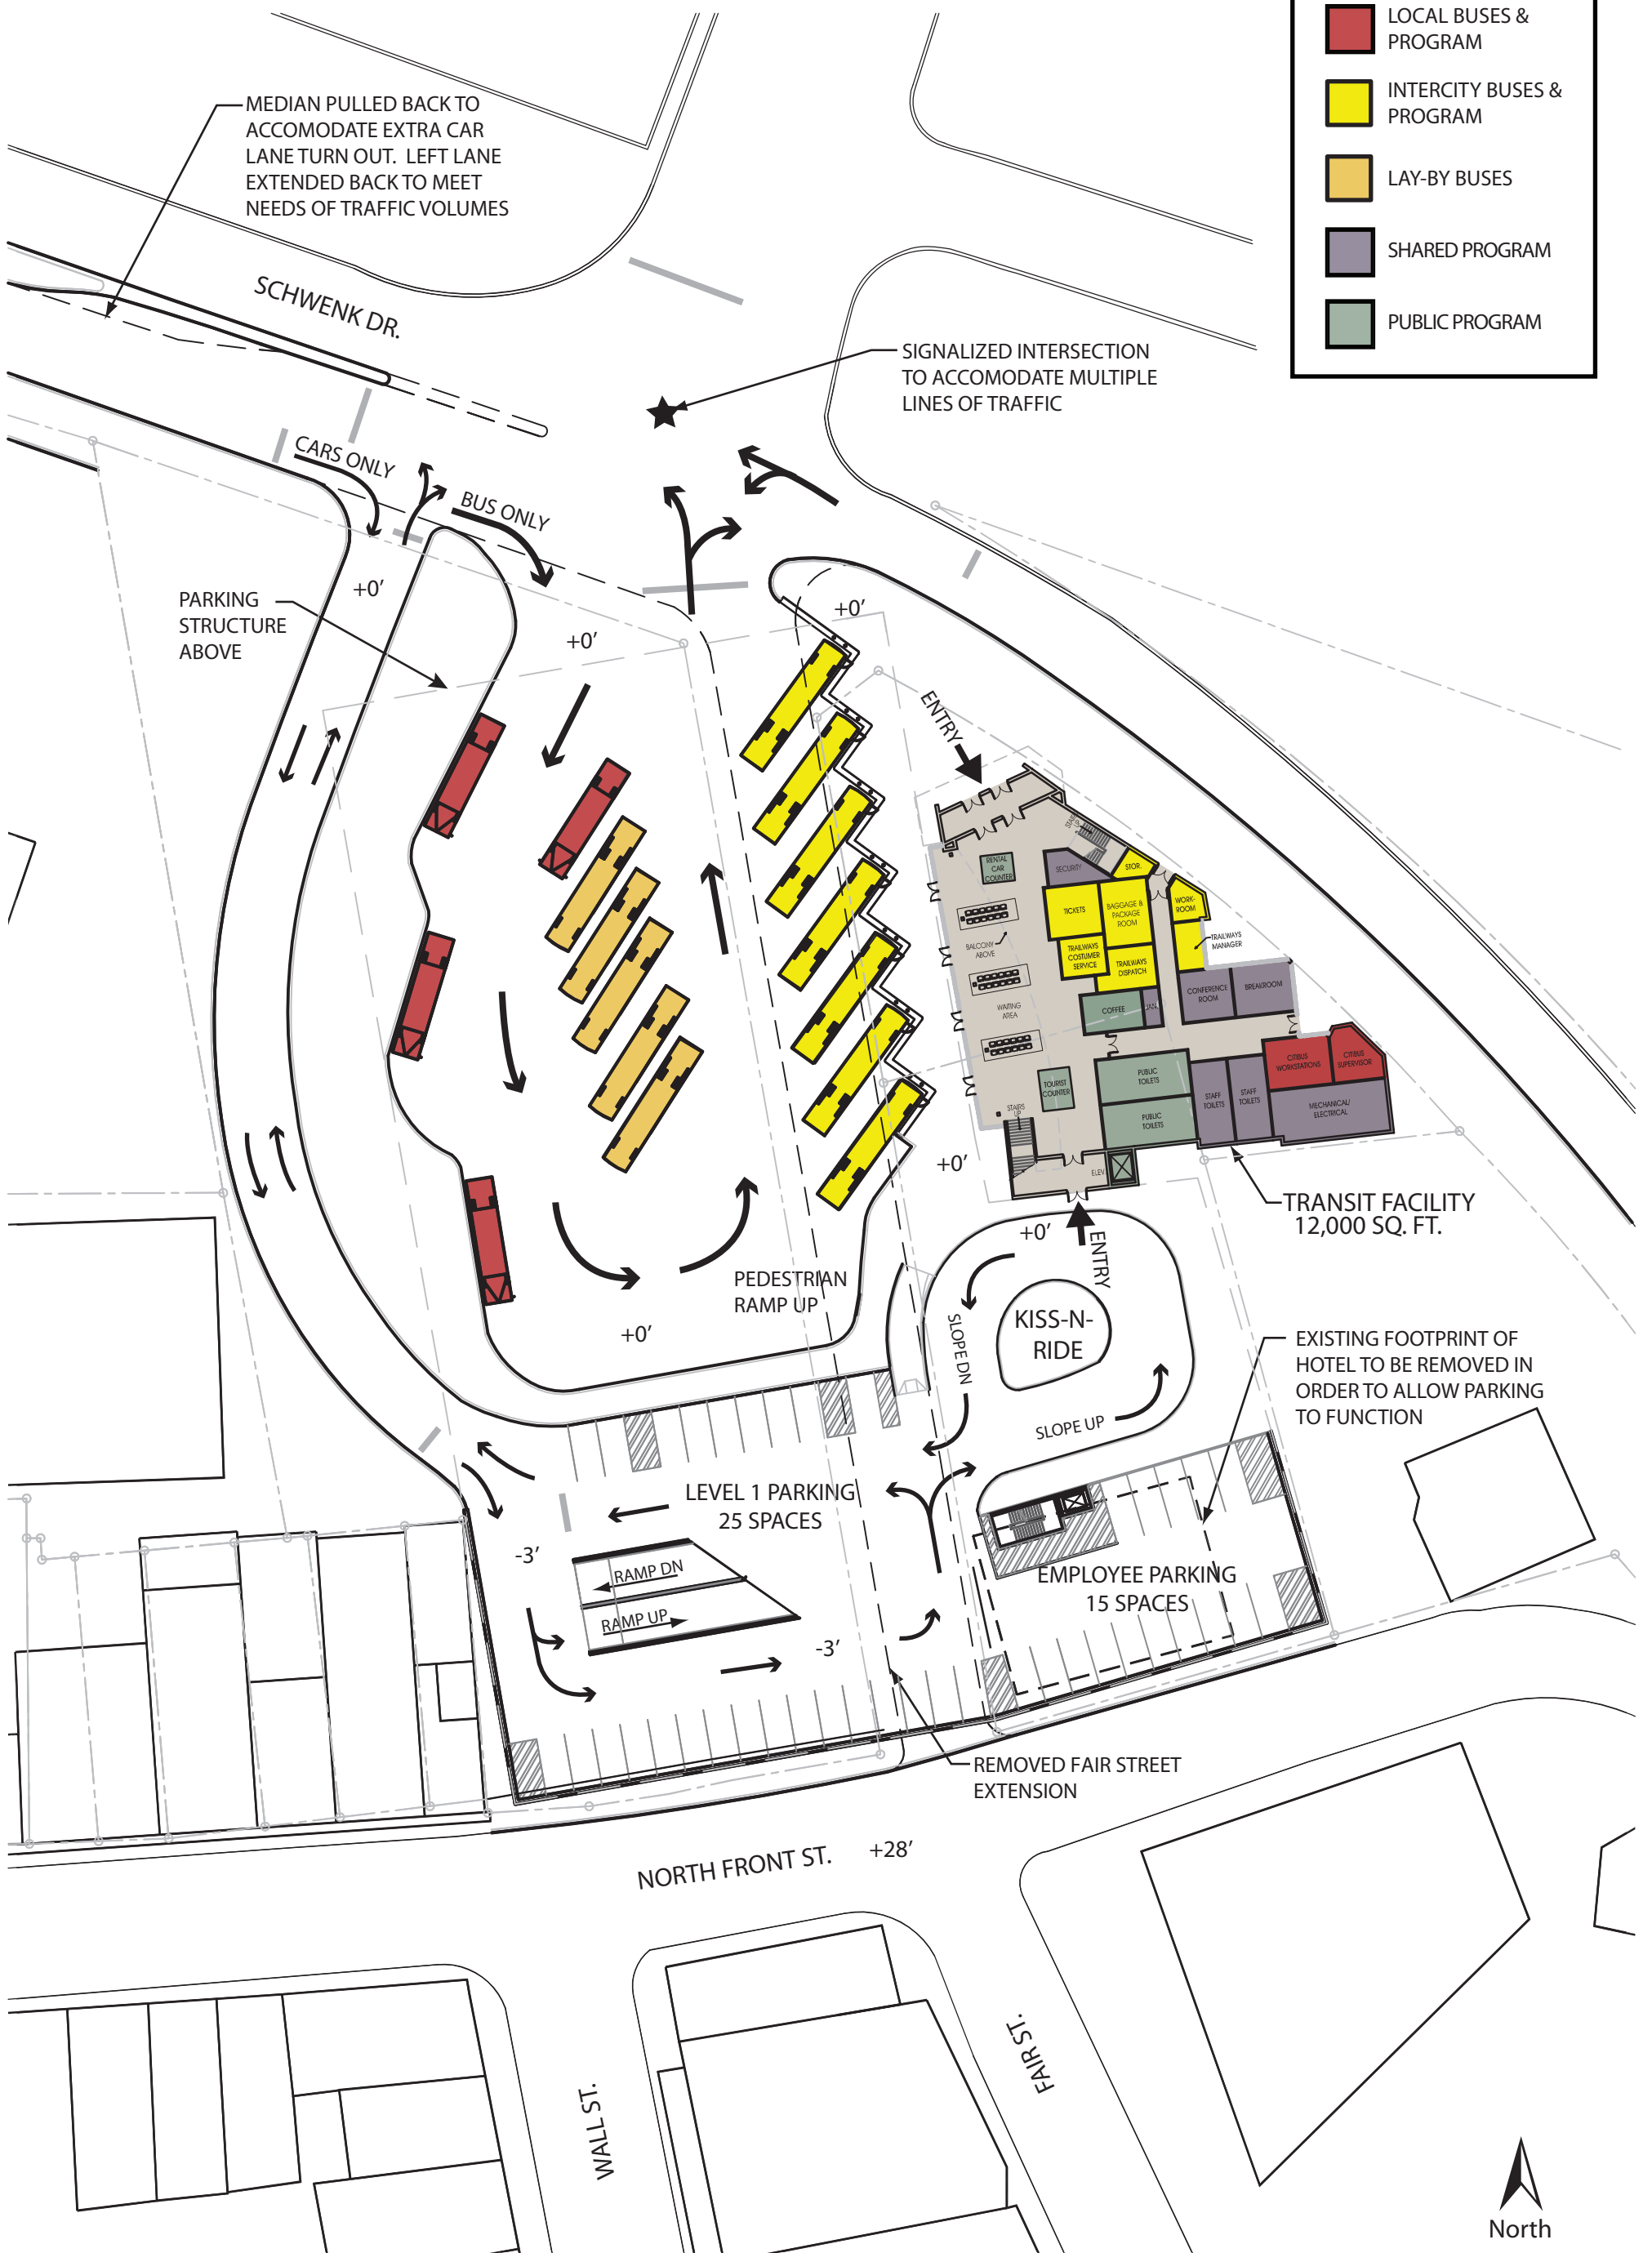 LOCAL BUSES &
PROGRAM
INTERCITY BUSES &
PROGRAM
LAY-BY BUSES
SHARED PROGRAM
PUBLIC PROGRAM
MEDIAN PULLED BACK TO
ACCOMODATE EXTRA CAR
LANE TURN OUT. LEFT LANE
EXTENDED BACK TO MEET
NEEDS OF TRAFFIC VOLUMES
SCHWENK DR.
SIGNALIZED INTERSECTION
TO ACCOMODATE MULTIPLE
LINES OF TRAFFIC
CARS ONLY
BUS ONLY
+0'
PARKING
STRUCTURE
ABOVE
+0'
+0'
ENTRY
STAIRS
UP
RENTAL
CAR
COUNTER
SECURITY
STOR.
TICKETS
BAGGAGE &
PACKAGE
ROOM
WORK-
ROOM
TRAILWAYS
MANAGER
BALCONY
ABOVE
TRAILWAYS
COSTUMER
SERVICE
TRAILWAYS
DISPATCH
CONFERENCE
ROOM
BREAKROOM
WAITING
AREA
COFFEE
JAN.
CITIBUS
WORKSTATIONS
CITIBUS
SUPERVISOR
PUBLIC
TOILETS
TOURIST
COUNTER
STAFF
TOILETS
STAFF
TOILETS
MECHANICAL/
ELECTRICAL
STAIRS
UP
PUBLIC
TOILETS
ELEV
+0'
TRANSIT FACILITY
12,000 SQ. FT.
+0'
ENTRY
PEDESTRIAN
RAMP UP
+0'
SLOPE DN
KISS-N-
RIDE
EXISTING FOOTPRINT OF
HOTEL TO BE REMOVED IN
ORDER TO ALLOW PARKING
TO FUNCTION
SLOPE UP
LEVEL 1 PARKING
25 SPACES
-3'
RAMP DN
RAMP UP
EMPLOYEE PARKING
15 SPACES
-3'
REMOVED FAIR STREET
EXTENSION
NORTH FRONT ST.
+28'
WALL ST.
FAIR ST.
North